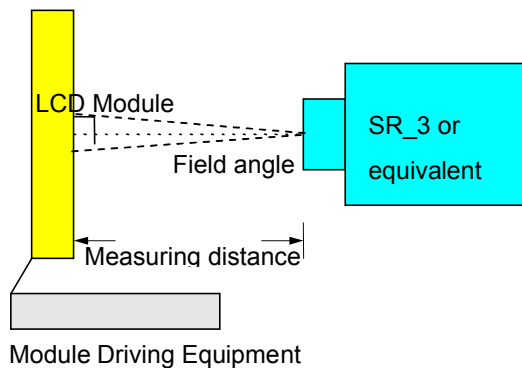 LCD Module
SR_3 or
equivalent
Field angle
Measuring distance
Module Driving Equipment